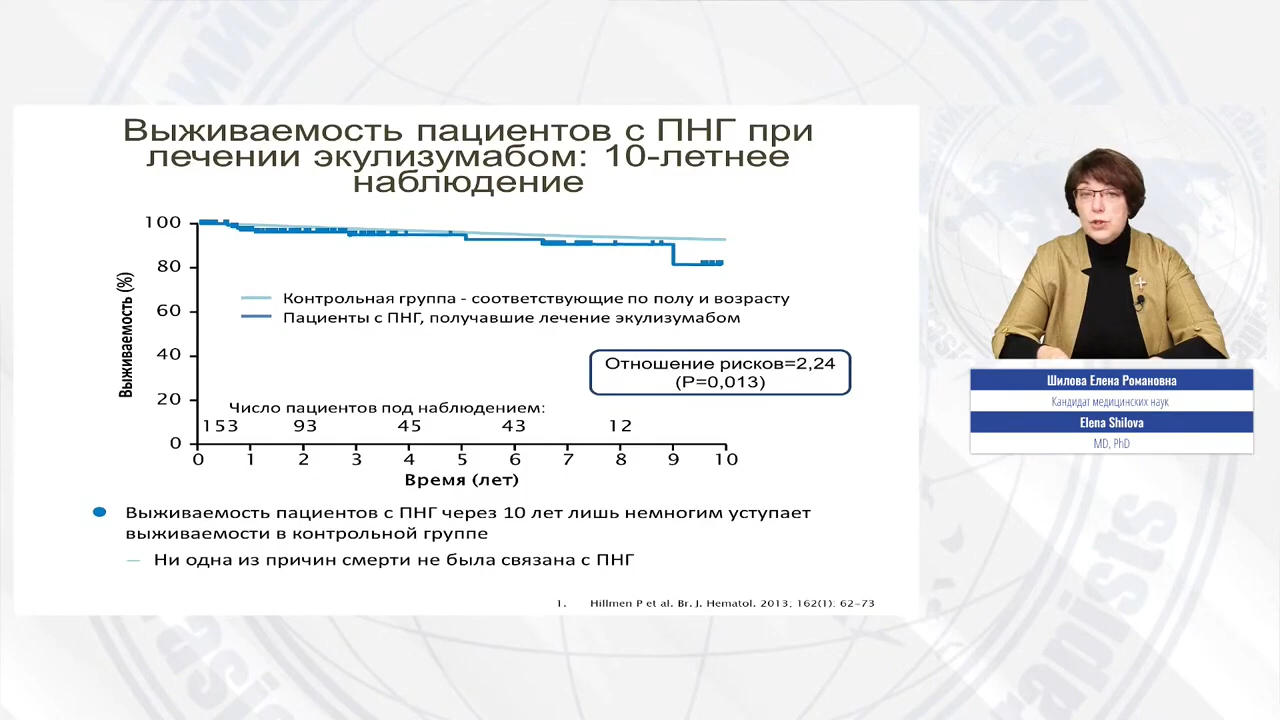 Выживаемость пациентов с ПНГ при
лечении экулизумабом: 10-летнее
наблюдение
Выживаемость (%)
100
80
60
40
20
0
Контрольная группа - соответствующие по полу и возрасту
Пациенты с ПНГ, получавшие лечение экулизумабом
Отношение рисков=2,24
(P=0,013)
Число пациентов под наблюдением:
153 93 45 43 12
0 1 2 3 4 5 6 7 8 9 10
Время (лет)
Выживаемость пациентов с ПНГ через 10 лет лишь немногим уступает
выживаемости в контрольной группе
— Ни одна из причин смерти не была связана с ПНГ
1. Hillmen P et al. Br. J. Hematol. 2013; 162(1): 62-73
Шилова Елена Романовна
Кандидат медицинских наук
Elena Shilova
MD, PhD